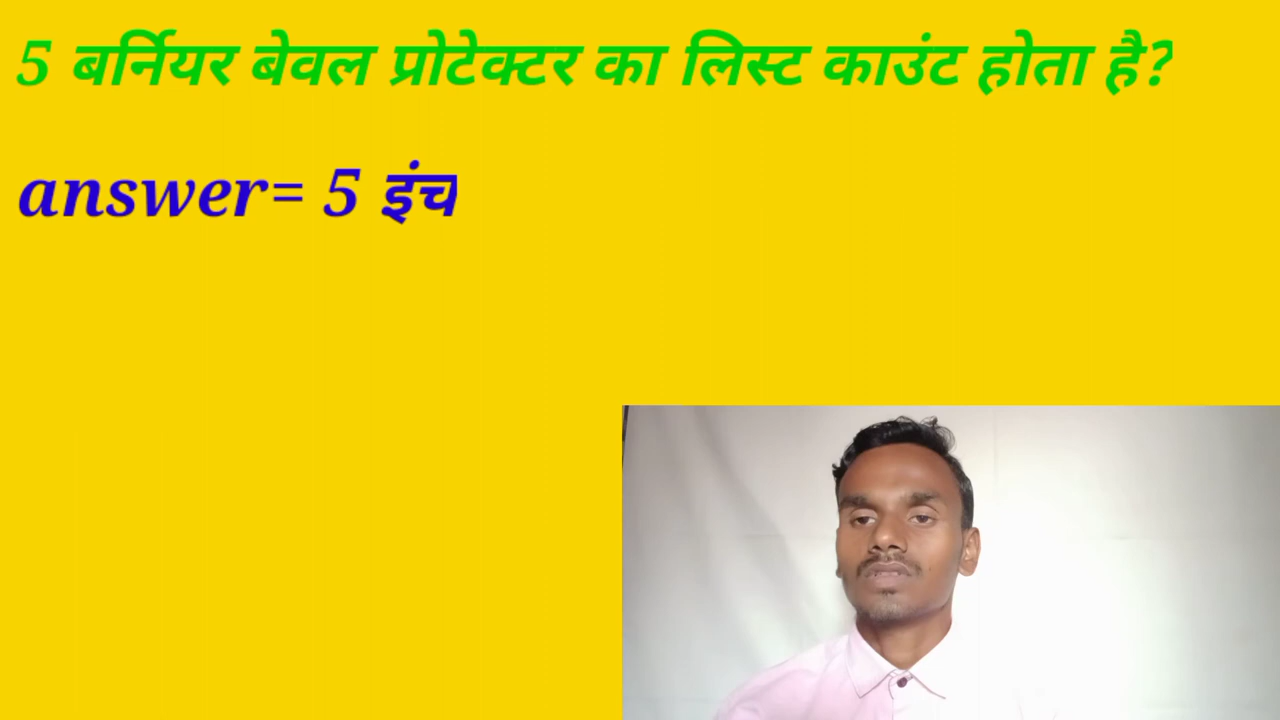 5 बर्नियर बेवल प्रोटेक्टर का लिस्ट काउंट होता है?
answer= 5 इंच